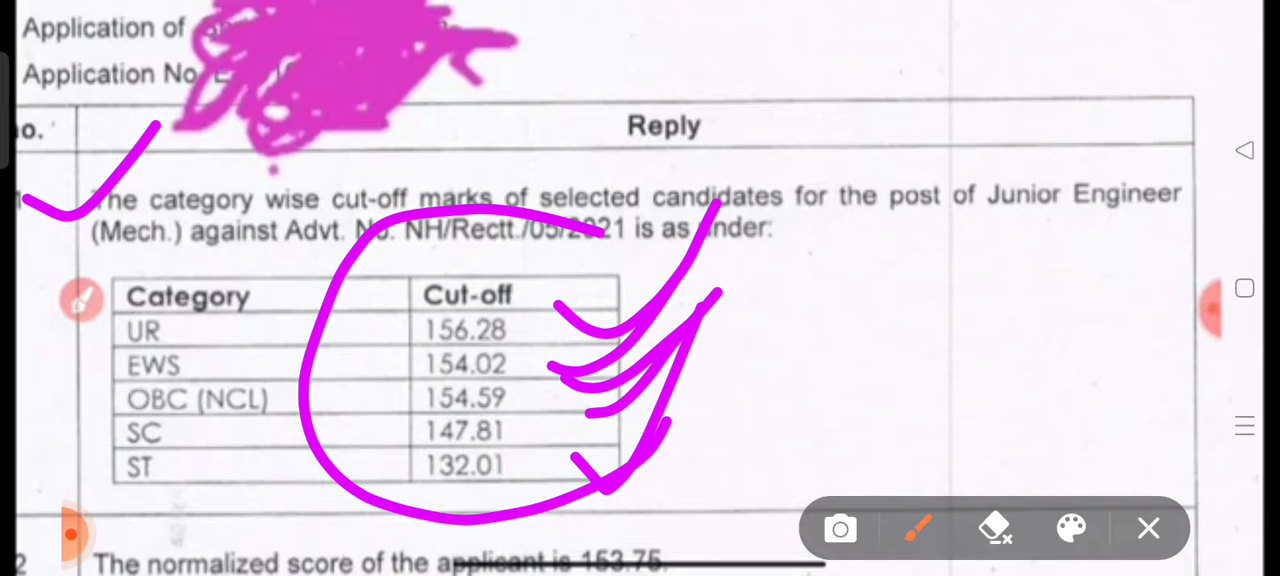 Application of
Application No
o.
Reply
The category wise cut-off marks of selected candidates for the post of Junior Engineer
(Mech.) against Advt. No. NH/Rectt./05/2021 is as under:
Category Cut-off
UR 156.28
EWS 154.02
OBC (NCL) 154.59
SC 147.81
ST 132.01
2 The normalized score of the applicant is 153.75.